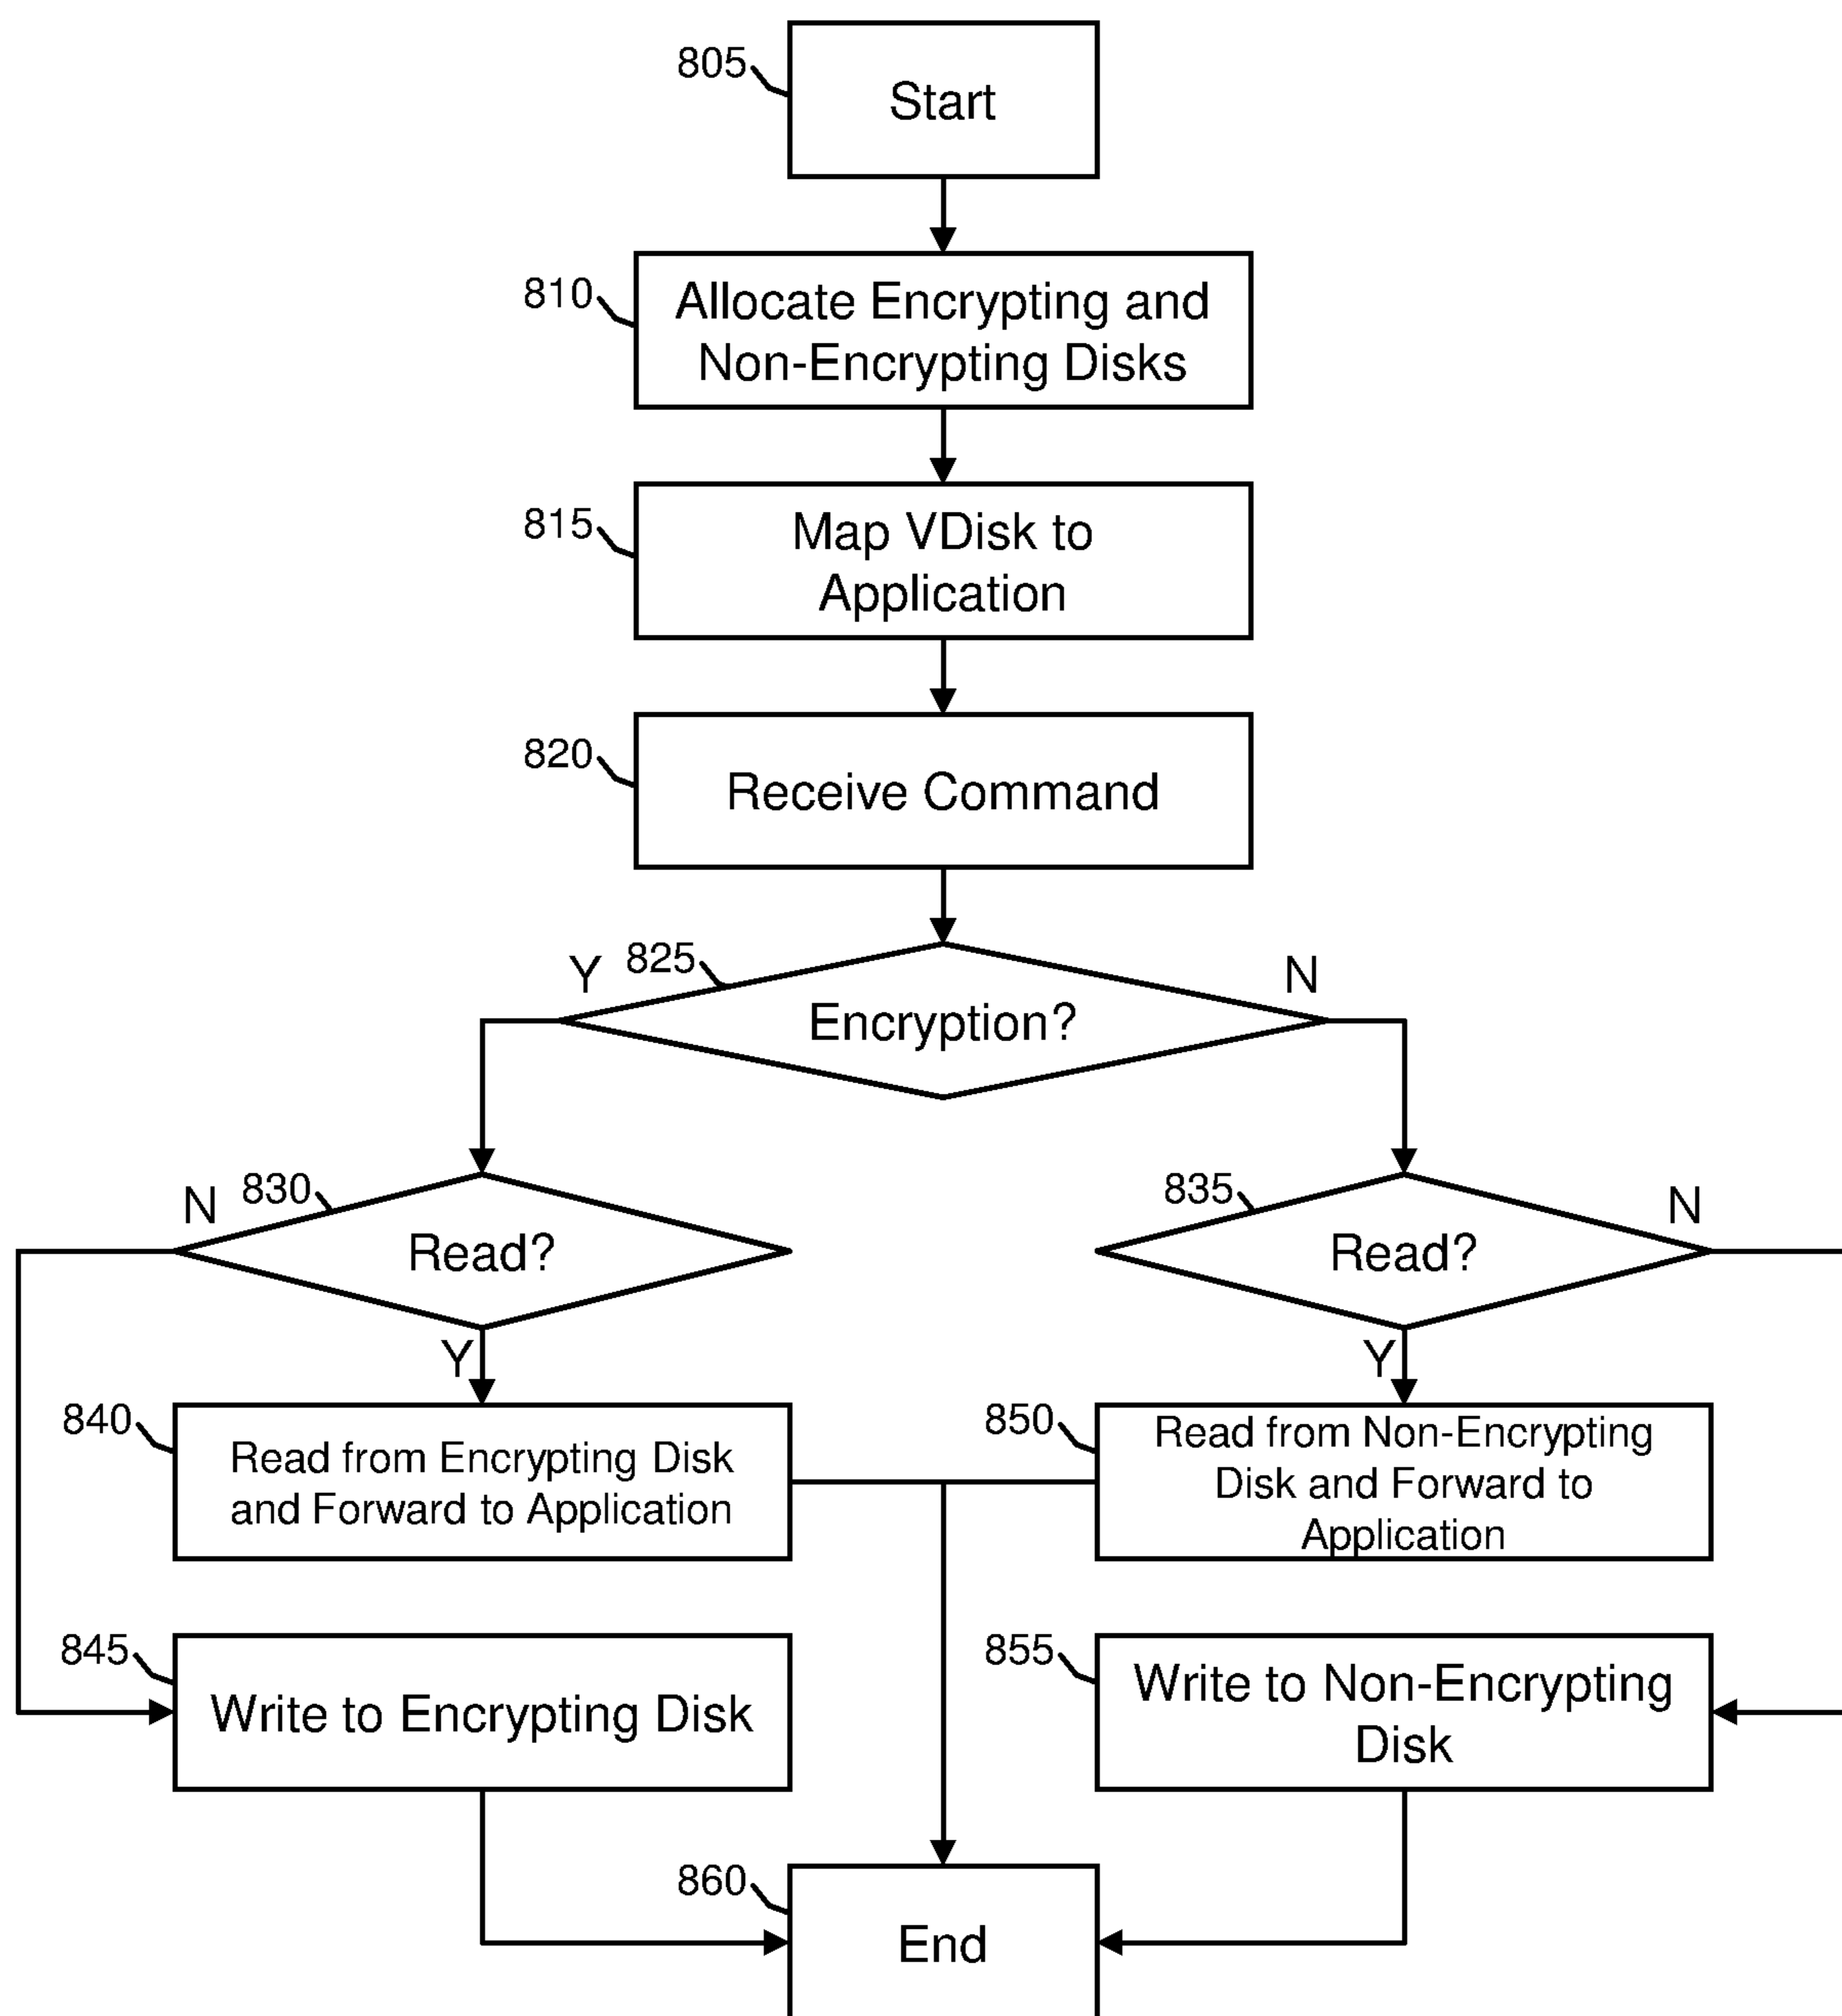 805
Start
810
Allocate Encrypting and
Non-Encrypting Disks
815
Map VDisk to
Application
820
Receive Command
Y
825
N
Encryption?
N
830
Read?
835
N
Read?
Y
Y
840
Read from Encrypting Disk
and Forward to Application
850
Read from Non-Encrypting
Disk and Forward to
Application
845
Write to Encrypting Disk
855
Write to Non-Encrypting
Disk
860
End